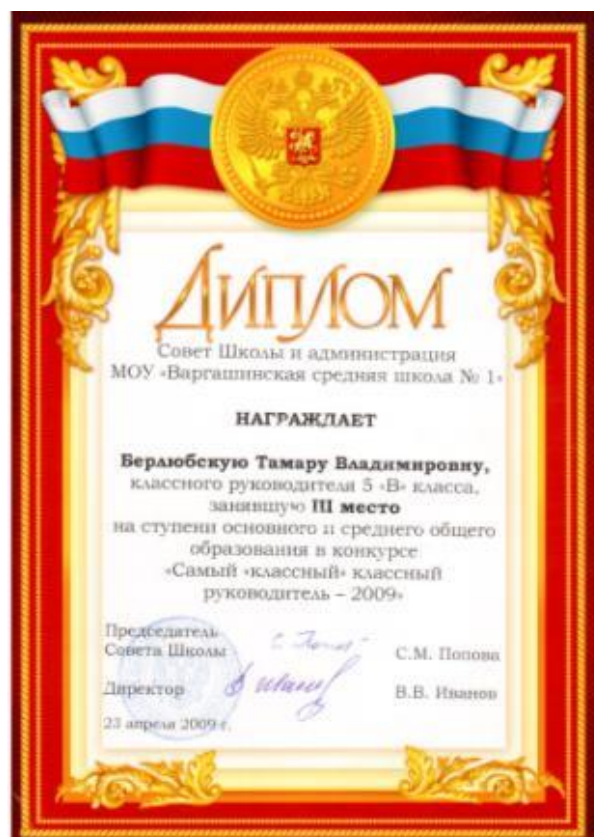 ДИПЛОМ
Совет Школы и администрация
МОУ «Варгашинская средняя школа № 1»
НАГРАЖДАЕТ
Берлюбскую Тамару Владимировну,
классного руководителя 5 «В» класса,
занявшую III место
на ступени основного и среднего общего
образования в конкурсе
«Самый «классный» классный
руководитель – 2009»
Председатель
Совета Школы С.М. Попова
Директор В.В. Иванов
23 апреля 2009 г.